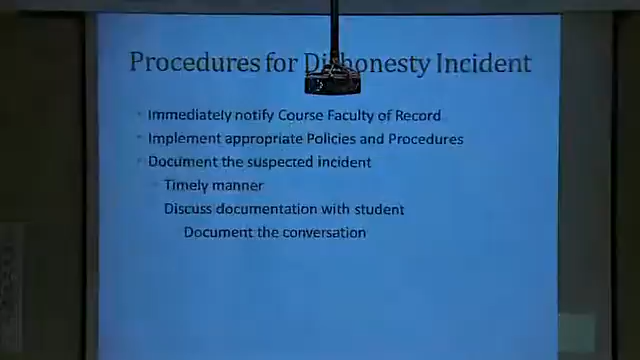 Procedures for Dishonesty Incident
Immediately notify Course Faculty of Record
Implement appropriate Policies and Procedures
Document the suspected incident
Timely manner
Discuss documentation with student
Document the conversation